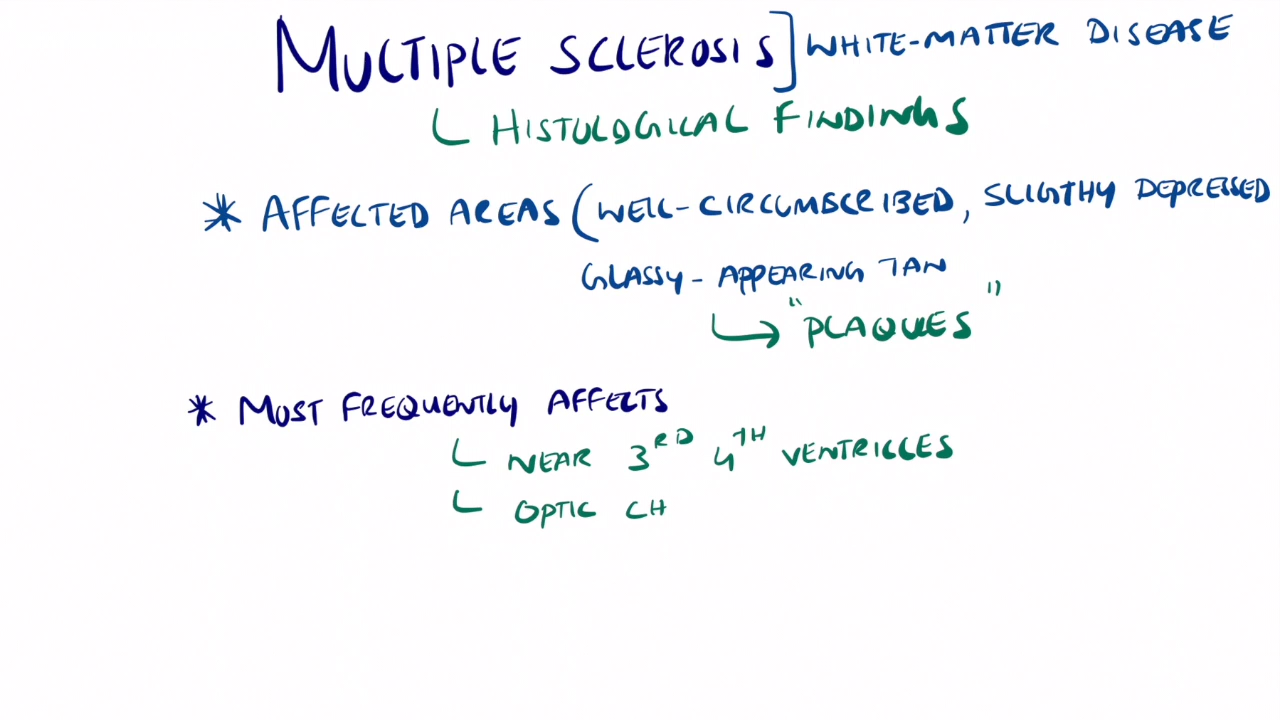 MULTIPLE SCLEROSIS] WHITE-MATTER DISEASE
HISTOLOGICAL FINDINGS
* AFFECTED AREAS (WELL-CIRCUMSCRIBED, SLIGTHY DEPRESSED
GLASSY-APPEARING TAN
→ "PLAQUES"
* MOST FREQUENTLY AFFECTS
NEAR 3RD 4TH VENTRICLES
OPTIC CH